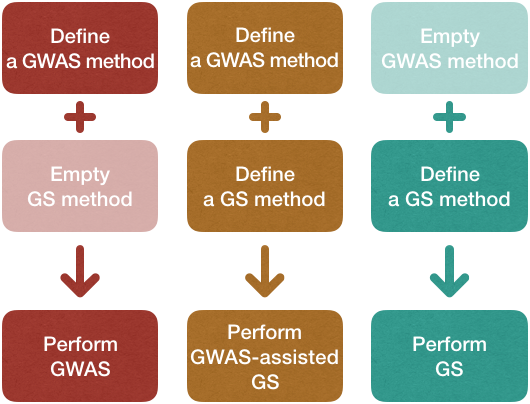 Define
a GWAS method
Define
a GWAS method
Empty
GWAS method
+
+
+
Empty
GS method
Define
a GS method
Define
a GS method
Perform
GWAS
Perform
GWAS-assisted
GS
Perform
GS